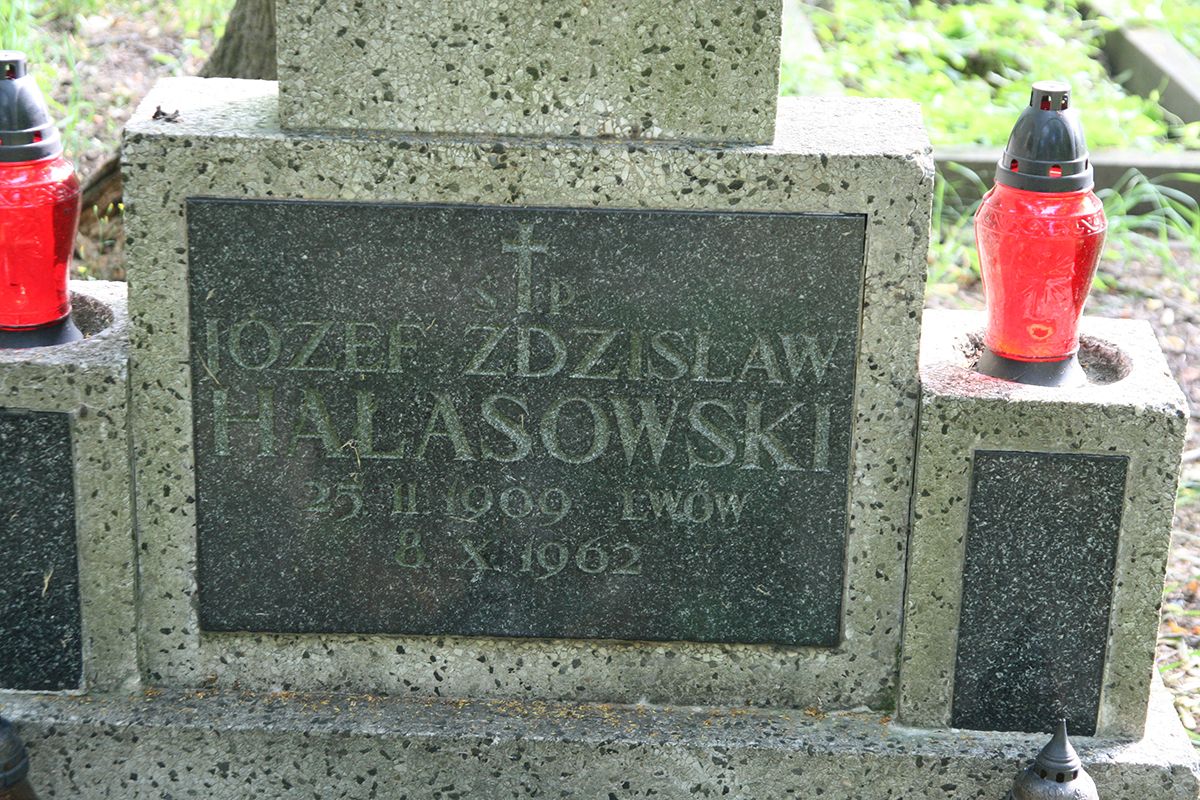 S P
JÓZEF ZDZISŁAW
HAŁASOWSKI
25. II. 1909 LWÓW
8. X. 1962